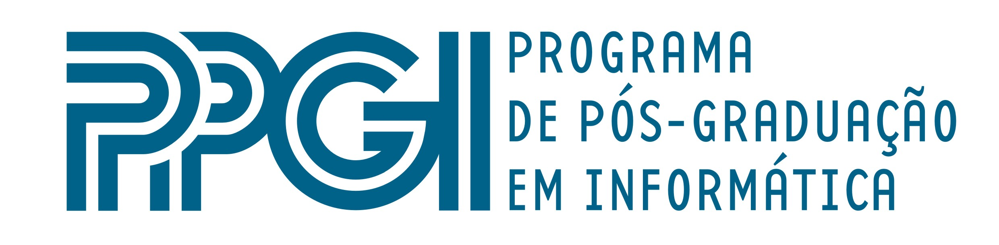 PPGI
PROGRAMA
DE PÓS-GRADUAÇÃO
EM INFORMÁTICA